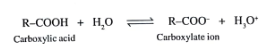 R–COOH + H₂O ⇌ R–COO⁻ + H₃O⁺
Carboxylic acid Carboxylate ion